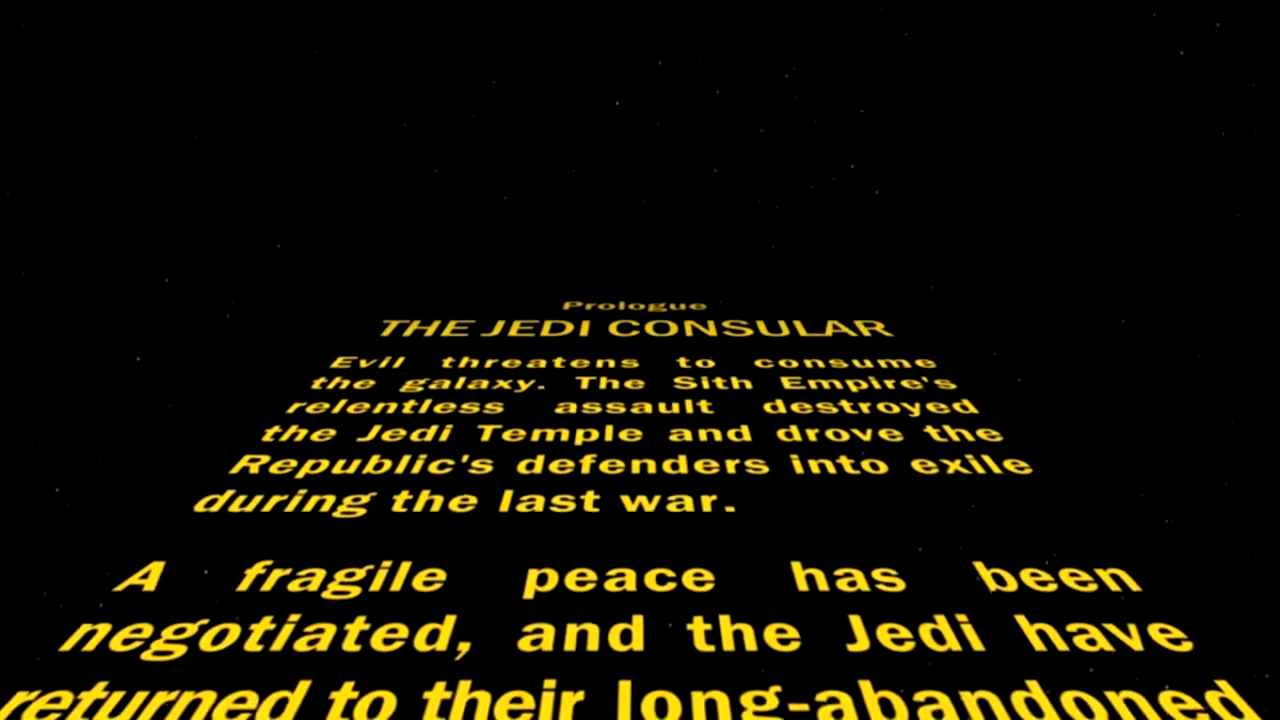 Prologue
THE JEDI CONSULAR
Evil threatens to consume
the galaxy. The Sith Empire's
relentless assault destroyed
the Jedi Temple and drove the
Republic's defenders into exile
during the last war.
A fragile peace has been
negotiated, and the Jedi have
returned to their long-abandoned